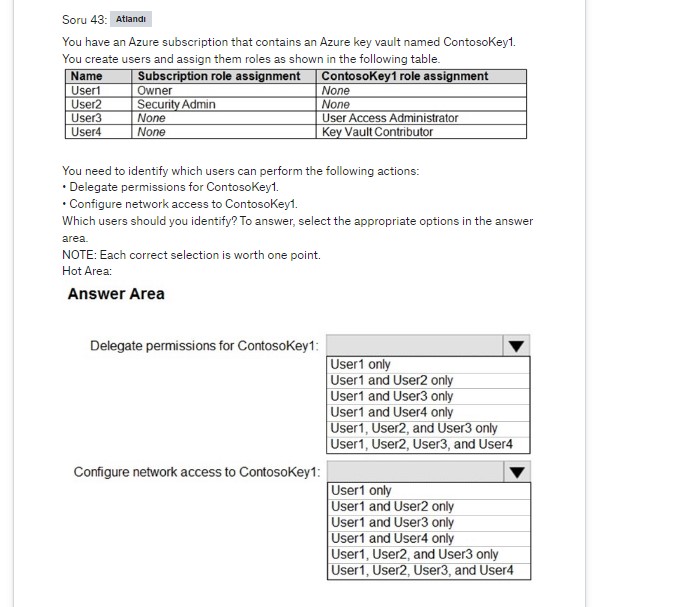 Soru 43: Atlandı
You have an Azure subscription that contains an Azure key vault named ContosoKey1.
You create users and assign them roles as shown in the following table.
Name Subscription role assignment ContosoKey1 role assignment
User1 Owner None
User2 Security Admin None
User3 None User Access Administrator
User4 None Key Vault Contributor
You need to identify which users can perform the following actions:
• Delegate permissions for ContosoKey1.
• Configure network access to ContosoKey1.
Which users should you identify? To answer, select the appropriate options in the answer
area.
NOTE: Each correct selection is worth one point.
Hot Area:
Answer Area
Delegate permissions for ContosoKey1:
User1 only
User1 and User2 only
User1 and User3 only
User1 and User4 only
User1, User2, and User3 only
User1, User2, User3, and User4
Configure network access to ContosoKey1:
User1 only
User1 and User2 only
User1 and User3 only
User1 and User4 only
User1, User2, and User3 only
User1, User2, User3, and User4